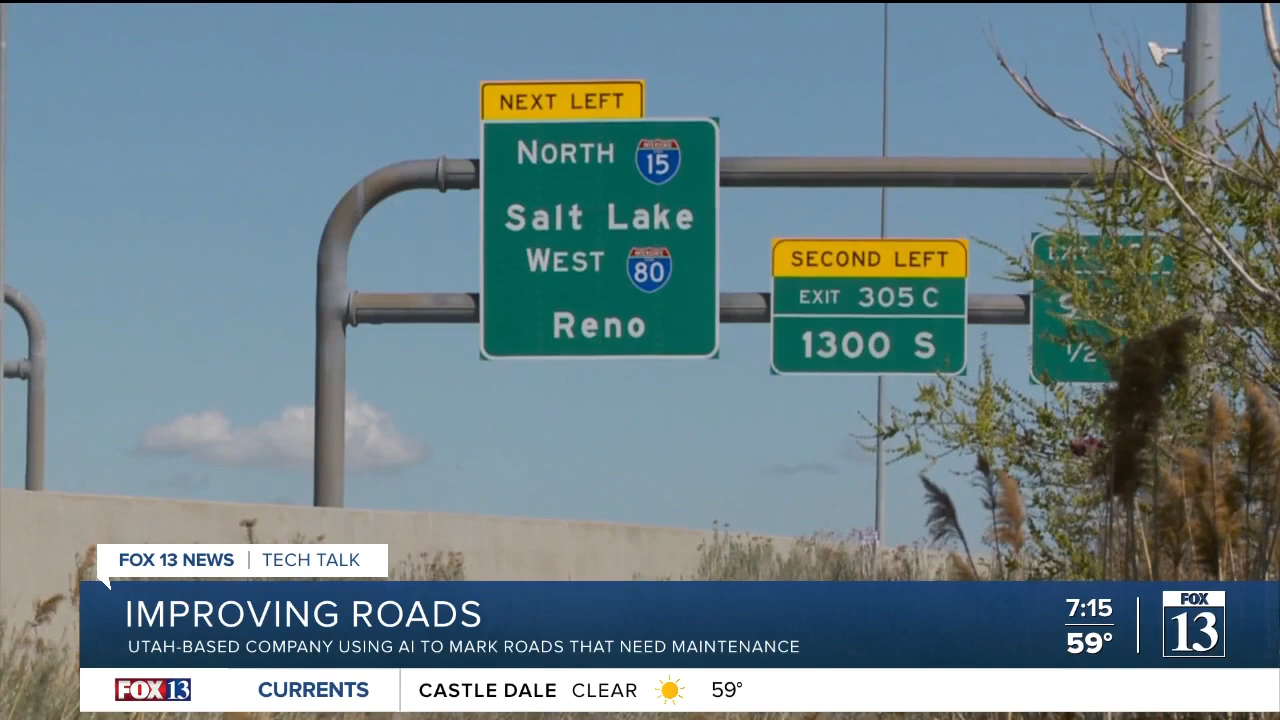 NEXT LEFT
NORTH INTERSTATE 15
Salt Lake
WEST INTERSTATE 80
Reno
SECOND LEFT
EXIT 305 C
1300 S
1/2
FOX 13 NEWS | TECH TALK
IMPROVING ROADS
UTAH-BASED COMPANY USING AI TO MARK ROADS THAT NEED MAINTENANCE
7:15
59°
FOX
13
FOX 13 CURRENTS CASTLE DALE CLEAR 59°